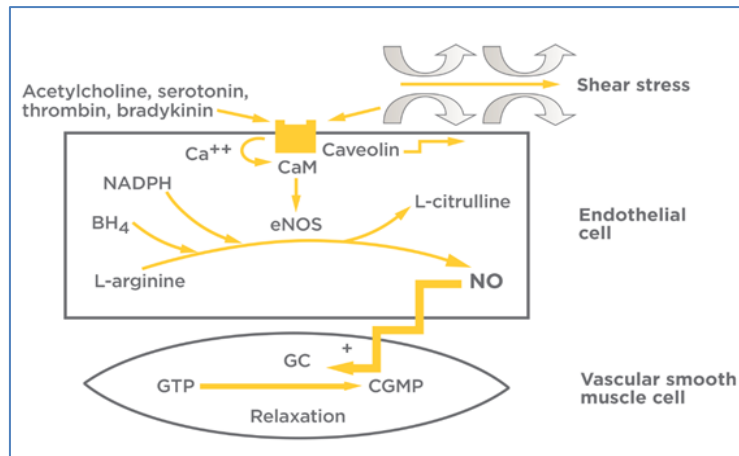 Acetylcholine, serotonin,
thrombin, bradykinin
Shear stress
Ca++
Caveolin
CaM
NADPH
L-citrulline
BH4
eNOS
Endothelial
cell
L-arginine
NO
GC
+
GTP
CGMP
Relaxation
Vascular smooth
muscle cell